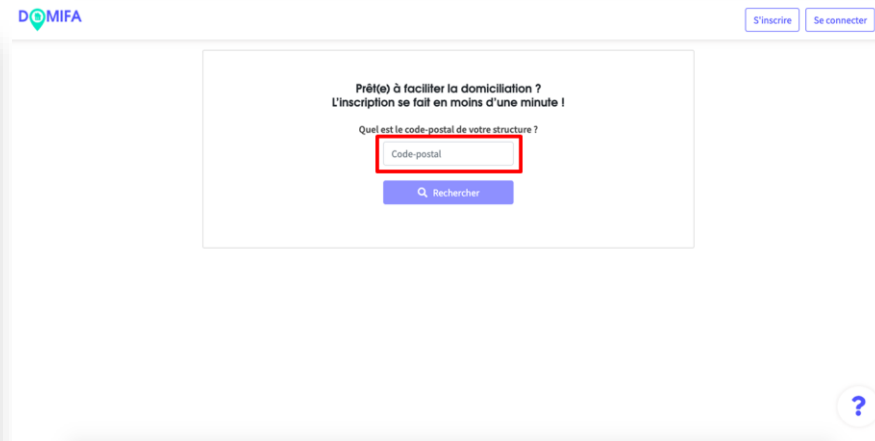 DOMIFA
S'inscrire
Se connecter
Prêt(e) à faciliter la domiciliation ?
L'inscription se fait en moins d'une minute !
Quel est le code-postal de votre structure ?
Code-postal
Rechercher
?